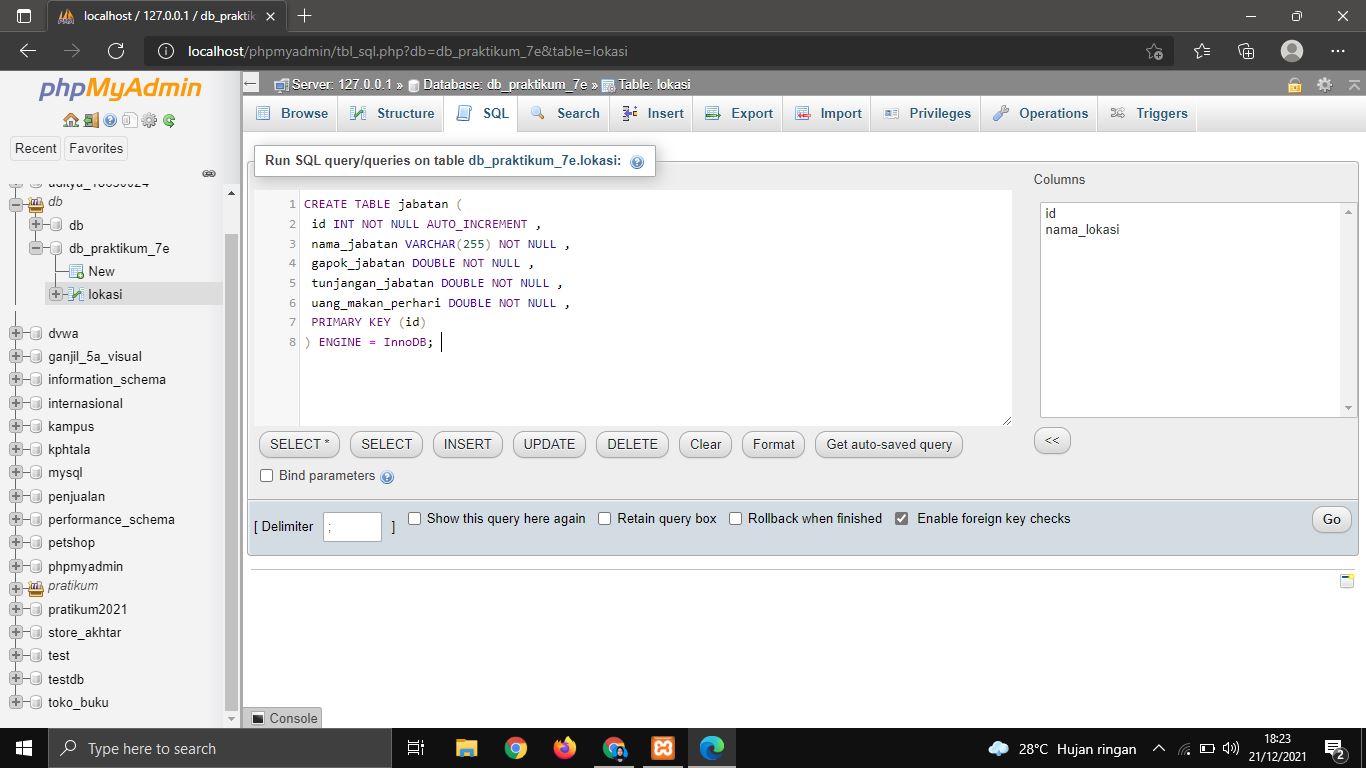 localhost / 127.0.0.1 / db_praktik
localhost/phpmyadmin/tbl_sql.php?db=db_praktikum_7e&table=lokasi
phpMyAdmin
Recent Favorites
Server: 127.0.0.1 » Database: db_praktikum_7e » Table: lokasi
Browse Structure SQL Search Insert Export Import Privileges Operations Triggers
aditya_18630024
db
db
db_praktikum_7e
New
lokasi
dvwa
ganjil_5a_visual
information_schema
internasional
kampus
kphtala
mysql
penjualan
performance_schema
petshop
phpmyadmin
pratikum
pratikum2021
store_akhtar
test
testdb
toko_buku
Run SQL query/queries on table db_praktikum_7e.lokasi:
1 CREATE TABLE jabatan (
2 id INT NOT NULL AUTO_INCREMENT ,
3 nama_jabatan VARCHAR(255) NOT NULL ,
4 gapok_jabatan DOUBLE NOT NULL ,
5 tunjangan_jabatan DOUBLE NOT NULL ,
6 uang_makan_perhari DOUBLE NOT NULL ,
7 PRIMARY KEY (id)
8 ) ENGINE = InnoDB;
Columns
id
nama_lokasi
<<
SELECT * SELECT INSERT UPDATE DELETE Clear Format Get auto-saved query
Bind parameters
[ Delimiter ; ] Show this query here again Retain query box Rollback when finished Enable foreign key checks Go
Console
Type here to search
28°C Hujan ringan
18:23
21/12/2021
2